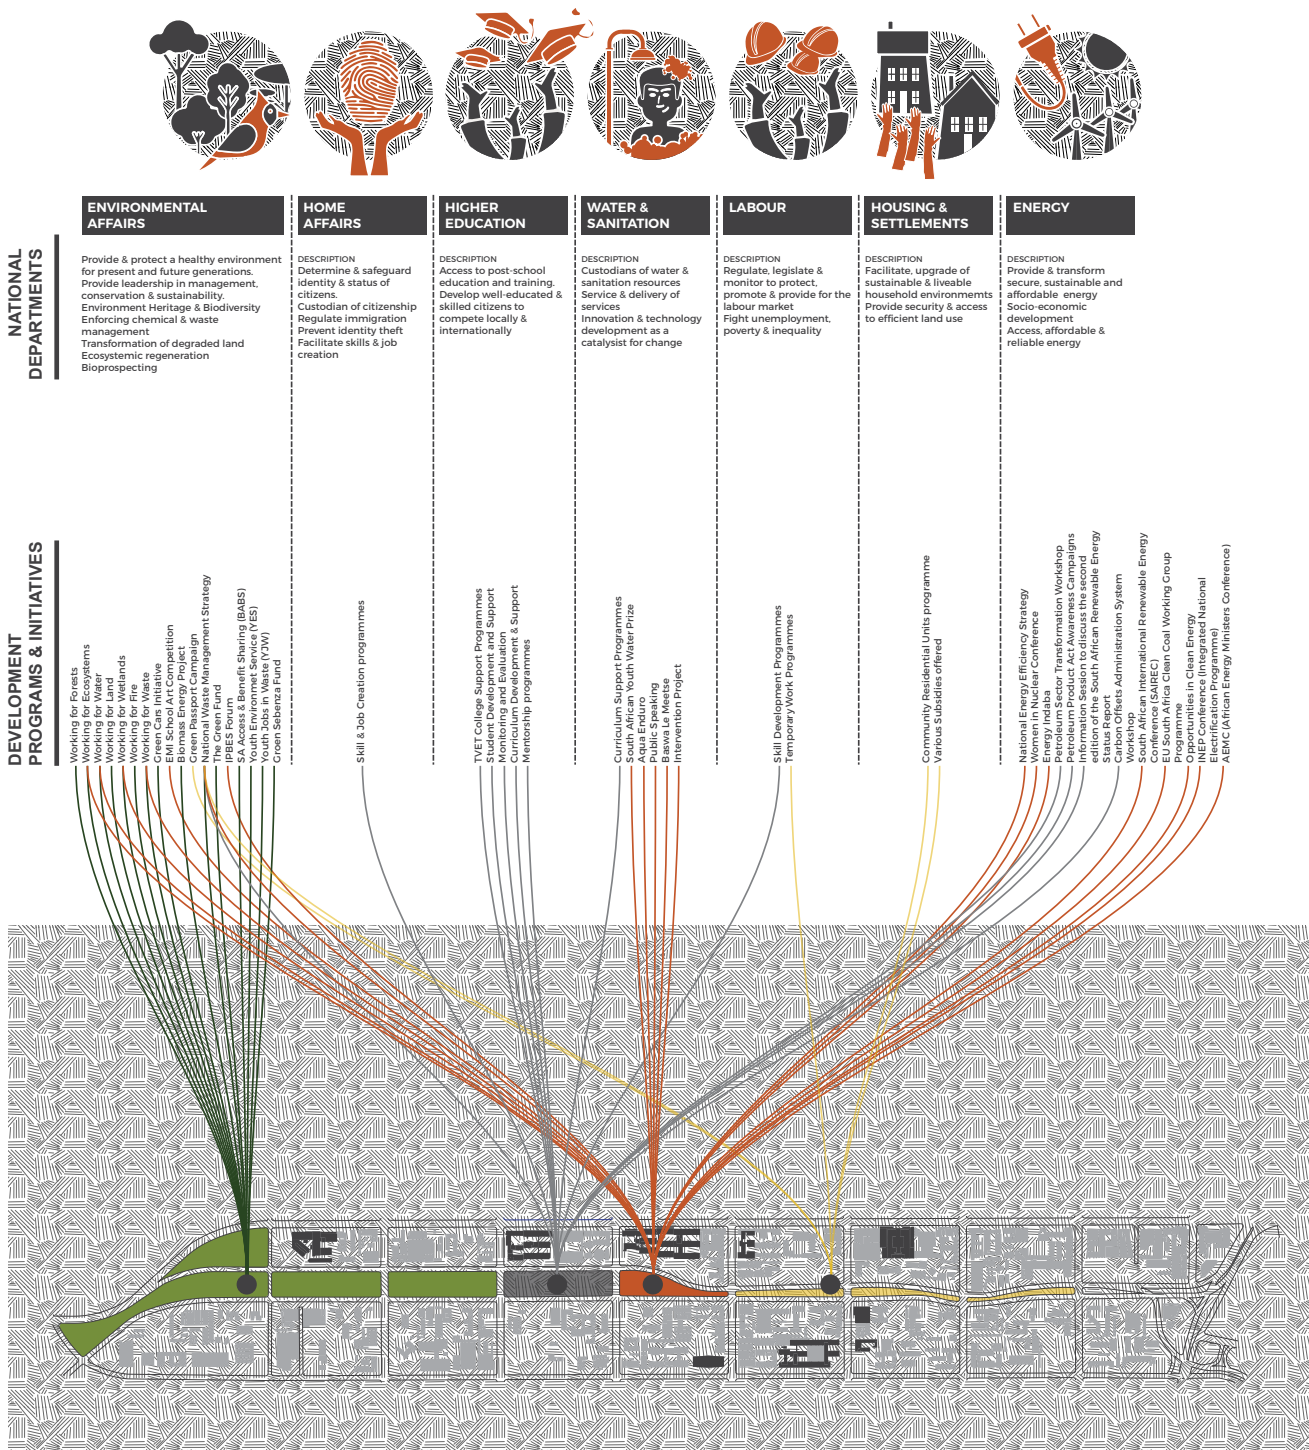 ENVIRONMENTAL
AFFAIRS
HOME
AFFAIRS
HIGHER
EDUCATION
WATER &
SANITATION
LABOUR
HOUSING &
SETTLEMENTS
ENERGY
NATIONAL
DEPARTMENTS
Provide & protect a healthy environment
for present and future generations.
Provide leadership in management,
conservation & sustainability.
Environment Heritage & Biodiversity
Enforcing chemical & waste
management
Transformation of degraded land
Ecosystemic regeneration
Bioprospecting
DESCRIPTION
Determine & safeguard
identity & status of
citizens.
Custodian of citizenship
Regulate immigration
Prevent identity theft
Facilitate skills & job
creation
DESCRIPTION
Access to post-school
education and training.
Develop well-educated &
skilled citizens to
compete locally &
internationally
DESCRIPTION
Custodians of water &
sanitation resources
Service & delivery of
services
Innovation & technology
development as a
catalyst for change
DESCRIPTION
Regulate, legislate &
monitor to protect,
promote & provide for the
labour market
Fight unemployment,
poverty & inequality
DESCRIPTION
Facilitate, upgrade of
sustainable & liveable
household environmemts
Provide security & access
to efficient land use
DESCRIPTION
Provide & transform
secure, sustainable and
affordable energy
Socio-economic
development
Access, affordable &
reliable energy
DEVELOPMENT
PROGRAMS & INITIATIVES
Working for Forests
Working for Ecosystems
Working for Water
Working for Land
Working for Wetlands
Working for Fire
Working for Waste
Green Cars Initiative
EMI School Art Competition
Biomass Energy Project
Green Passport Campaign
National Waste Management Strategy
The Green Fund
IPBES Forum
SA Access & Benefit Sharing (BABS)
Youth Environmet Service (YES)
Youth Jobs in Waste (YJW)
Groen Sebenza Fund
Skill & Job Creation programmes
TVET College Support Programmes
Student Development and Support
Monitoring and Evaluation
Curriculum Development & Support
Mentorship programmes
Curriculum Support Programmes
South African Youth Water Prize
Aqua Enduro
Public Speaking
Baswa Le Meetse
Intervention Project
Skill Development Programmes
Temporary Work Programmes
Community Residential Units programme
Various Subsidies offered
National Energy Efficiency Strategy
Women in Nuclear Conference
Energy Indaba
Petroleum Sector Transformation Workshop
Petroleum Product Act Awareness Campaigns
Information Session to discuss the second
edition of the South African Renewable Energy
Status Report
Carbon Offsets Administration System
Workshop
South African International Renewable Energy
Conference (SAIREC)
EU South Africa Clean Coal Working Group
Programme
Opportunities in Clean Energy
INEP Conference (Integrated National
Electrification Programme)
AEMC (African Energy Ministers Conference)